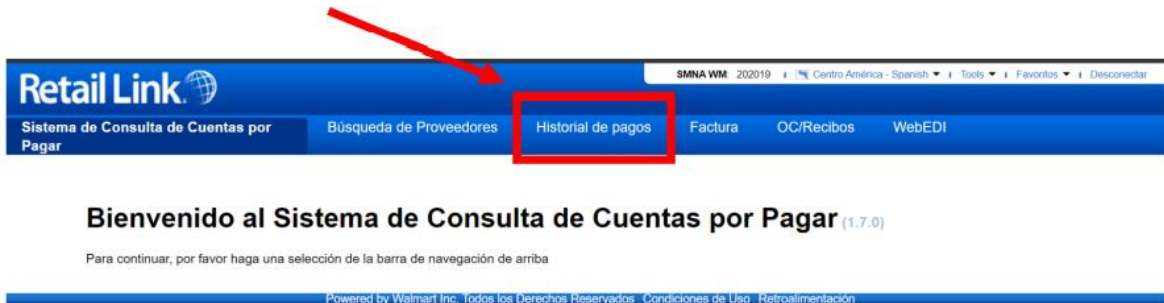 Retail Link.
SMNA WM: 202019 Centro América - Spanish Tools Favoritos Desconectar
Sistema de Consulta de Cuentas por
Pagar
Búsqueda de Proveedores Historial de pagos Factura OC/Recibos WebEDI
Bienvenido al Sistema de Consulta de Cuentas por Pagar (1.7.0)
Para continuar, por favor haga una selección de la barra de navegación de arriba
Powered by Walmart Inc. Todos los Derechos Reservados Condiciones de Uso Retroalimentación